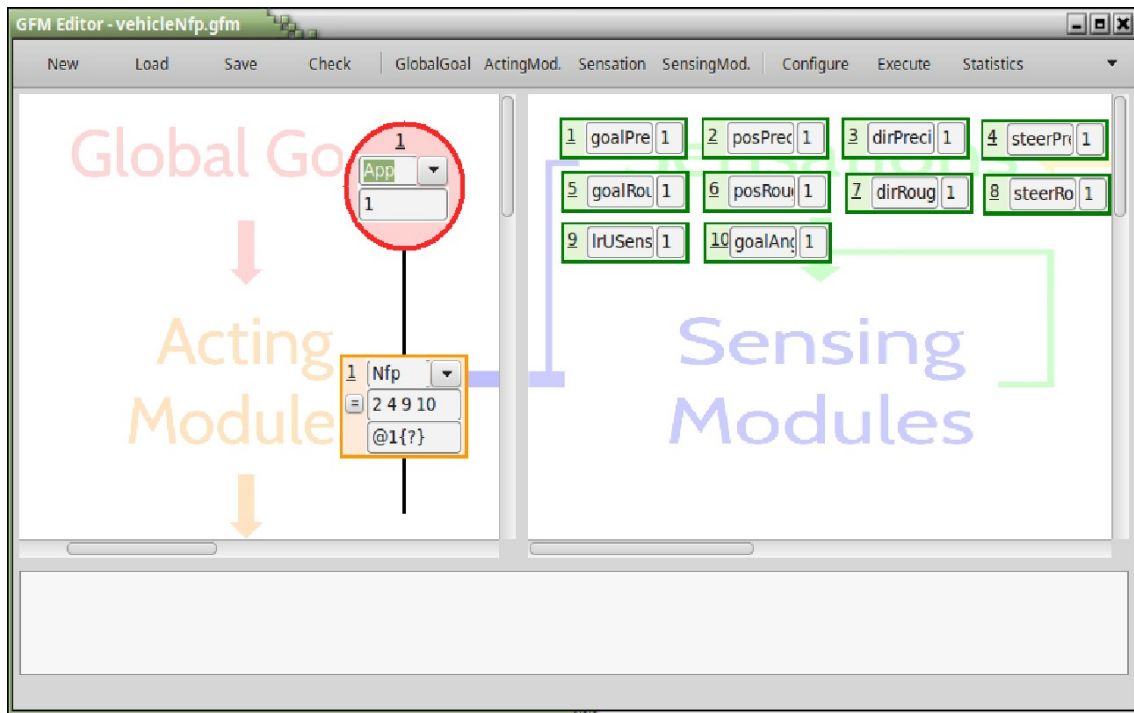 GFM Editor - vehicleNfp.gfm
New Load Save Check GlobalGoal ActingMod. Sensation SensingMod. Configure Execute Statistics
Global Go
1
App
1
Acting
Module
1 Nfp
= 2 4 9 10
@1{?}
1 goalPre 1 2 posPrec 1 3 dirPreci 1 4 steerPr 1
5 goalRou 1 6 posRoug 1 7 dirRoug 1 8 steerRo 1
9 lrUSens 1 10 goalAng 1
Sensing
Modules